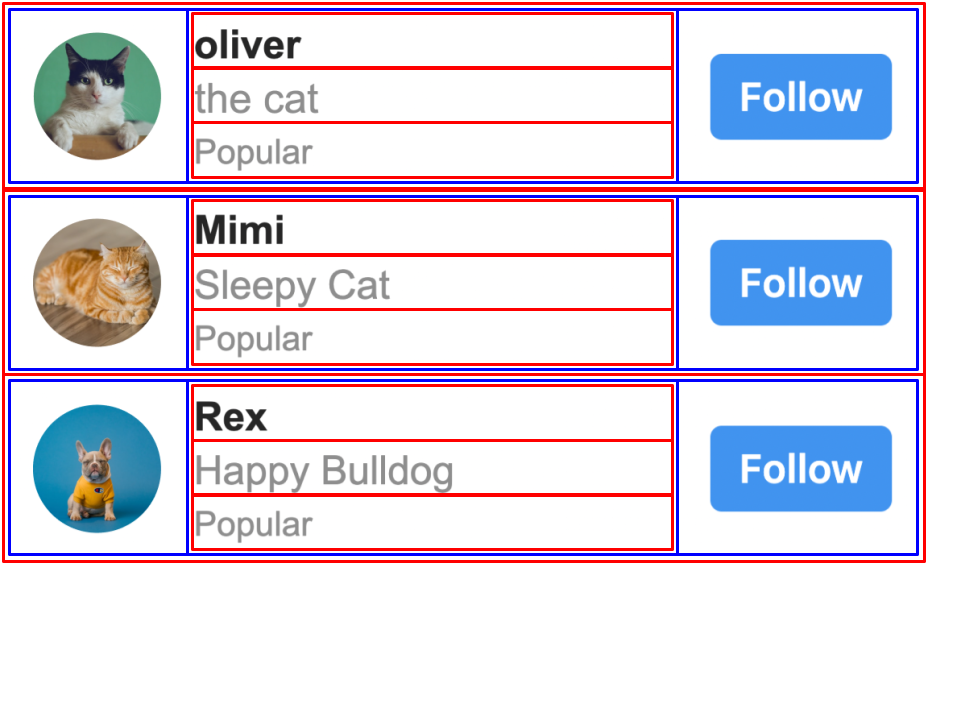 oliver
the cat
Popular
Follow
Mimi
Sleepy Cat
Popular
Follow
Rex
Happy Bulldog
Popular
Follow